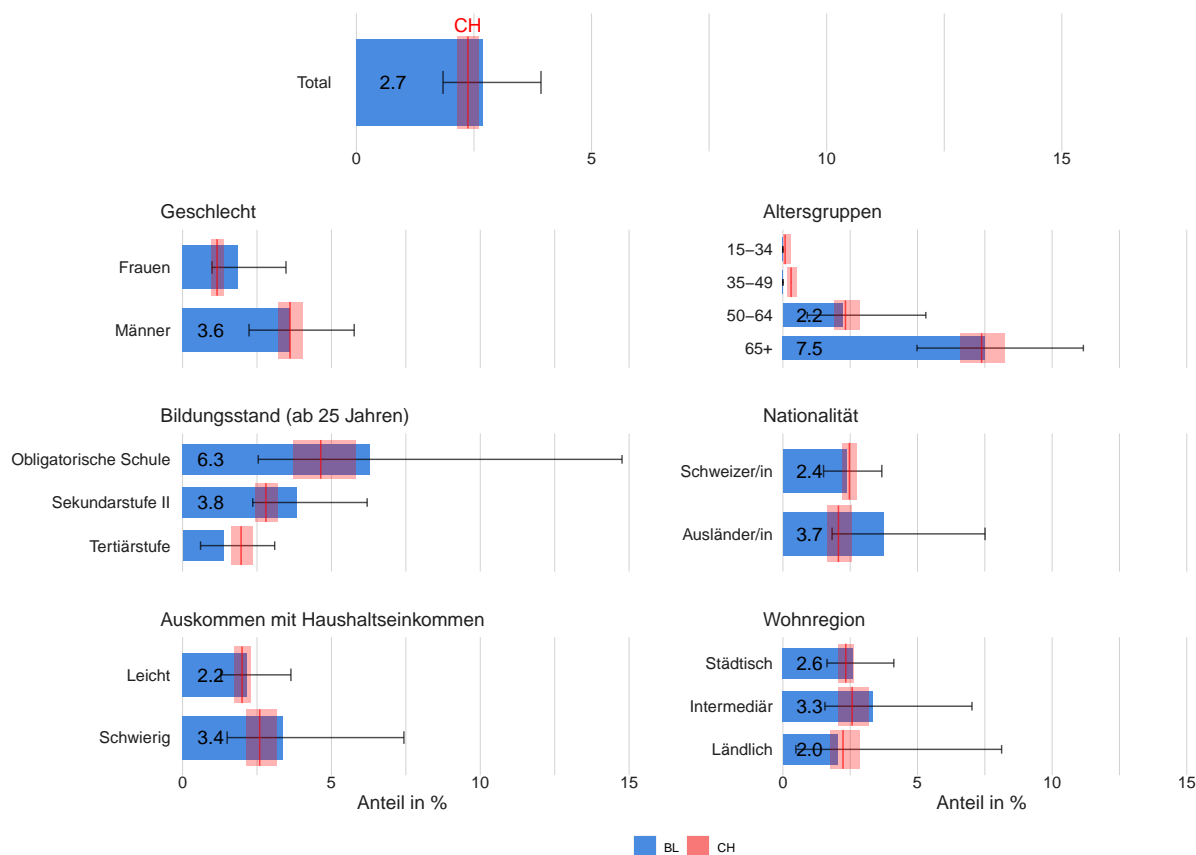 CH
Total 2.7
0 5 10 15
Geschlecht
Frauen
Männer 3.6
Altersgruppen
15–34
35–49
50–64 2.2
65+ 7.5
Bildungsstand (ab 25 Jahren)
Obligatorische Schule 6.3
Sekundarstufe II 3.8
Tertiärstufe
Nationalität
Schweizer/in 2.4
Ausländer/in 3.7
Auskommen mit Haushaltseinkommen
Leicht 2.2
Schwierig 3.4
0 5 10 15
Anteil in %
Wohnregion
Städtisch 2.6
Intermediär 3.3
Ländlich 2.0
0 5 10 15
Anteil in %
BL CH